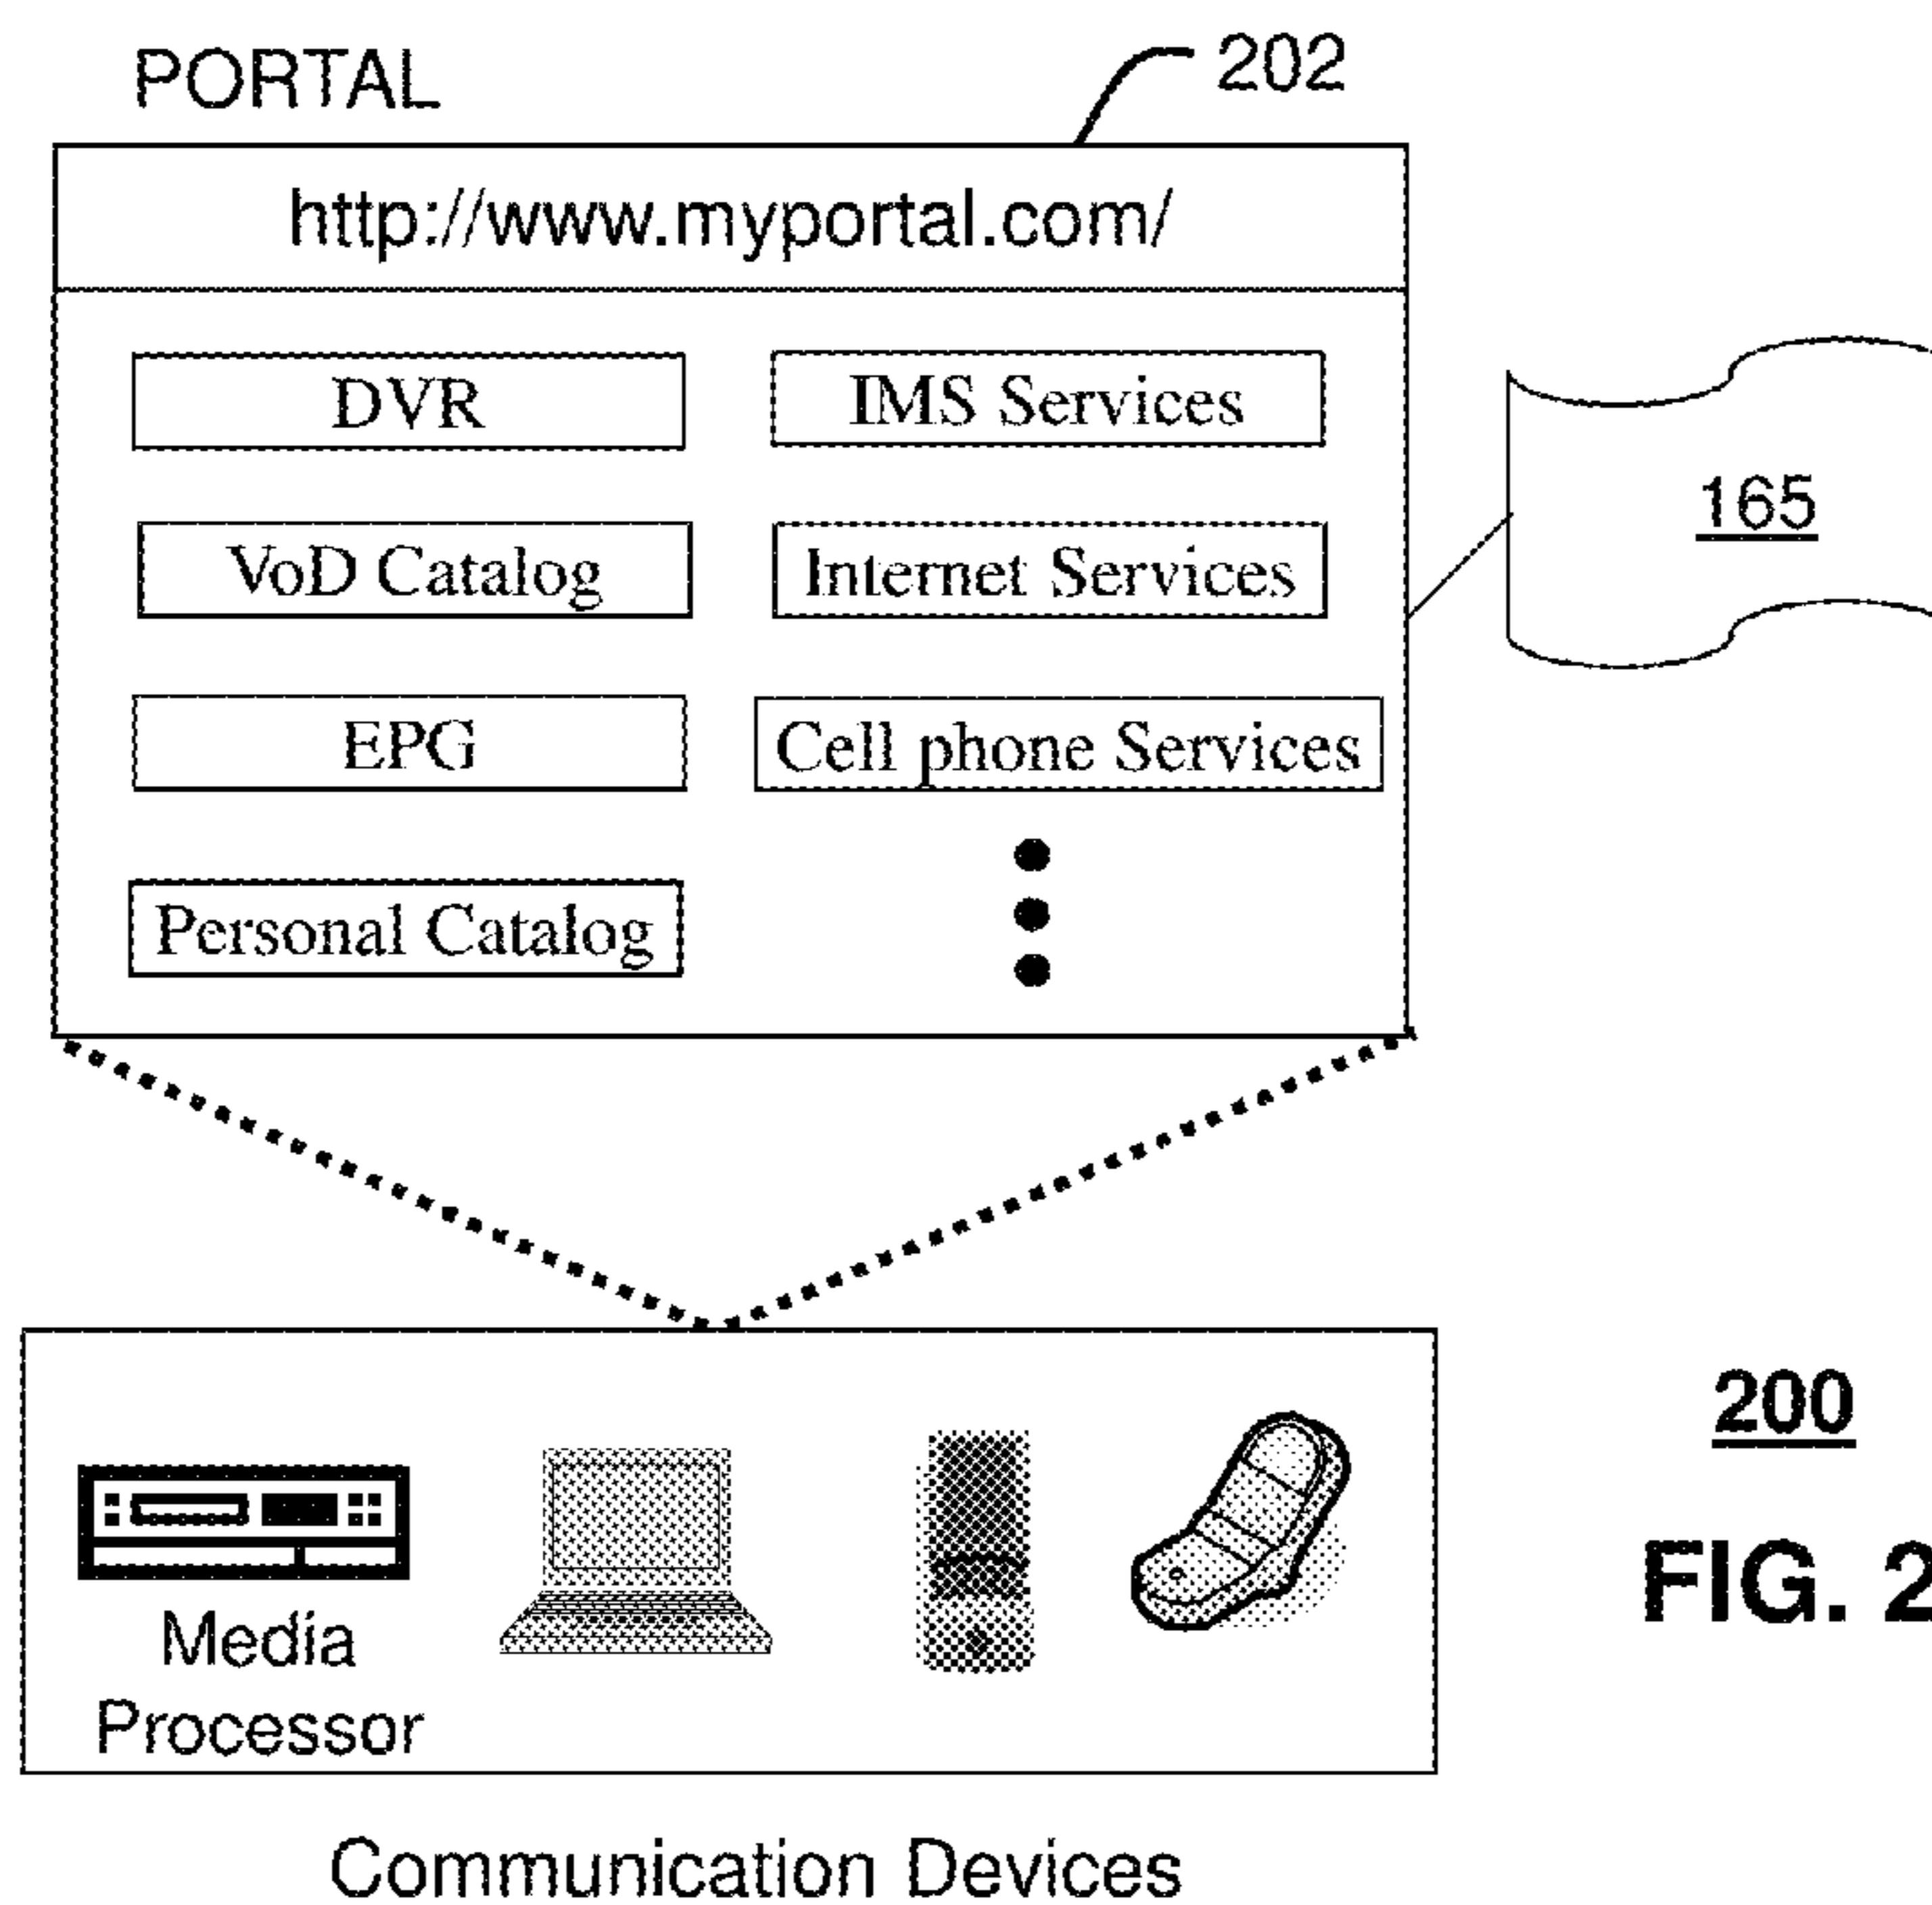 PORTAL
202
http://www.myportal.com/
DVR
IMS Services
165
VoD Catalog
Internet Services
EPG
Cell phone Services
Personal Catalog
200
FIG. 2
Media
Processor
Communication Devices